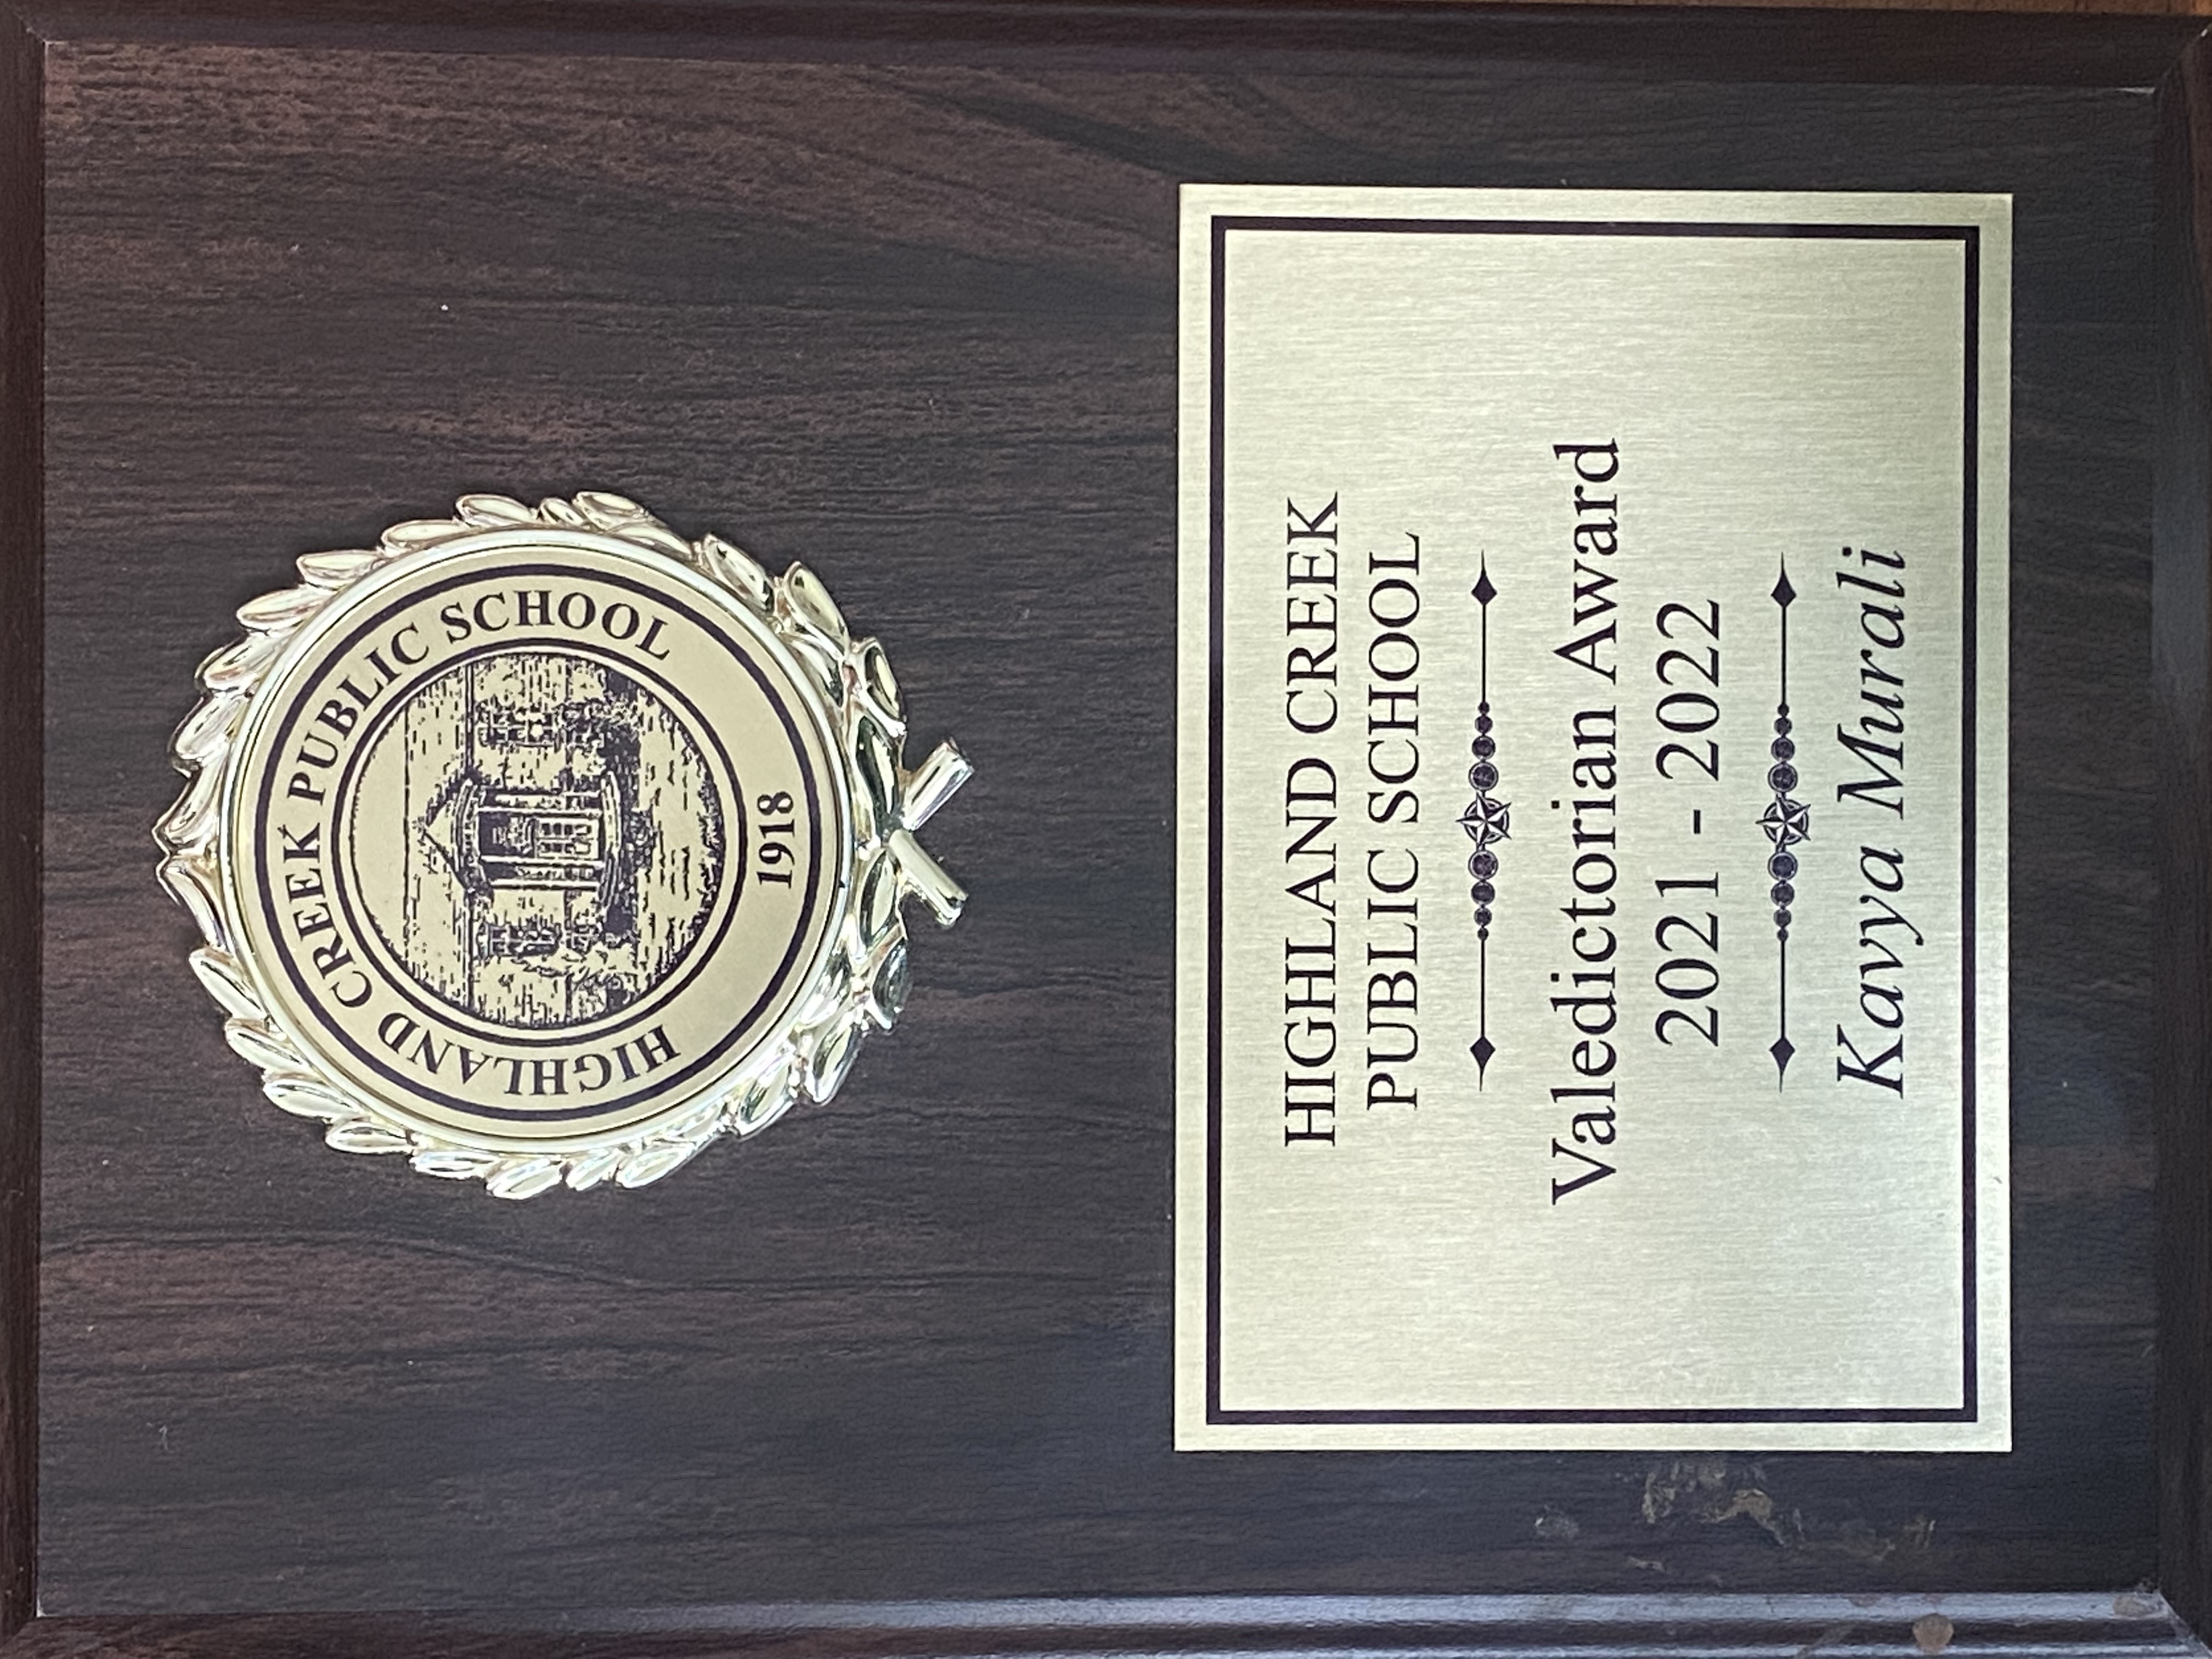 HIGHLAND CREEK PUBLIC SCHOOL
1918
HIGHLAND CREEK
PUBLIC SCHOOL
Valedictorian Award
2021 - 2022
Kavya Murali